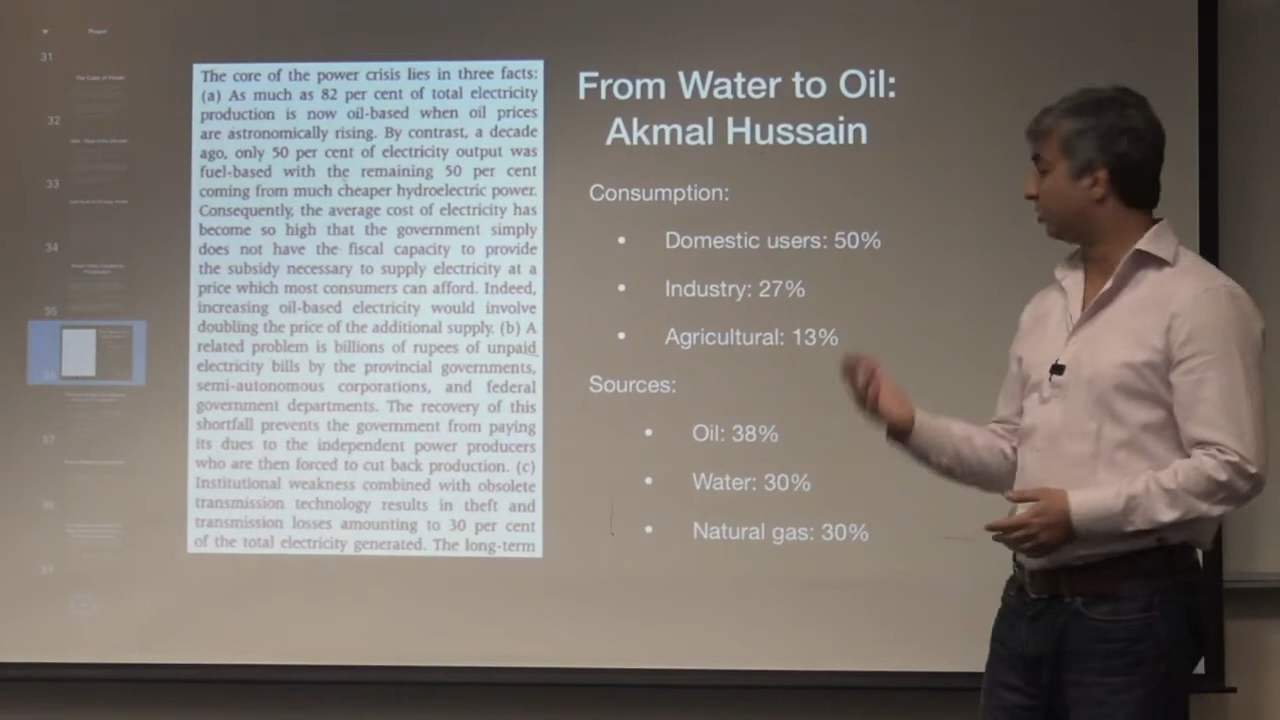 31
32
33
34
35
36
37
38
39
The core of the power crisis lies in three facts:
(a) As much as 82 per cent of total electricity
production is now oil-based when oil prices
are astronomically rising. By contrast, a decade
ago, only 50 per cent of electricity output was
fuel-based with the remaining 50 per cent
coming from much cheaper hydroelectric power.
Consequently, the average cost of electricity has
become so high that the government simply
does not have the fiscal capacity to provide
the subsidy necessary to supply electricity at a
price which most consumers can afford. Indeed,
increasing oil-based electricity would involve
doubling the price of the additional supply. (b) A
related problem is billions of rupees of unpaid
electricity bills by the provincial governments,
semi-autonomous corporations, and federal
government departments. The recovery of this
shortfall prevents the government from paying
its dues to the independent power producers
who are then forced to cut back production. (c)
Institutional weakness combined with obsolete
transmission technology results in theft and
transmission losses amounting to 30 per cent
of the total electricity generated. The long-term
From Water to Oil:
Akmal Hussain
Consumption:
• Domestic users: 50%
• Industry: 27%
• Agricultural: 13%
Sources:
• Oil: 38%
• Water: 30%
• Natural gas: 30%